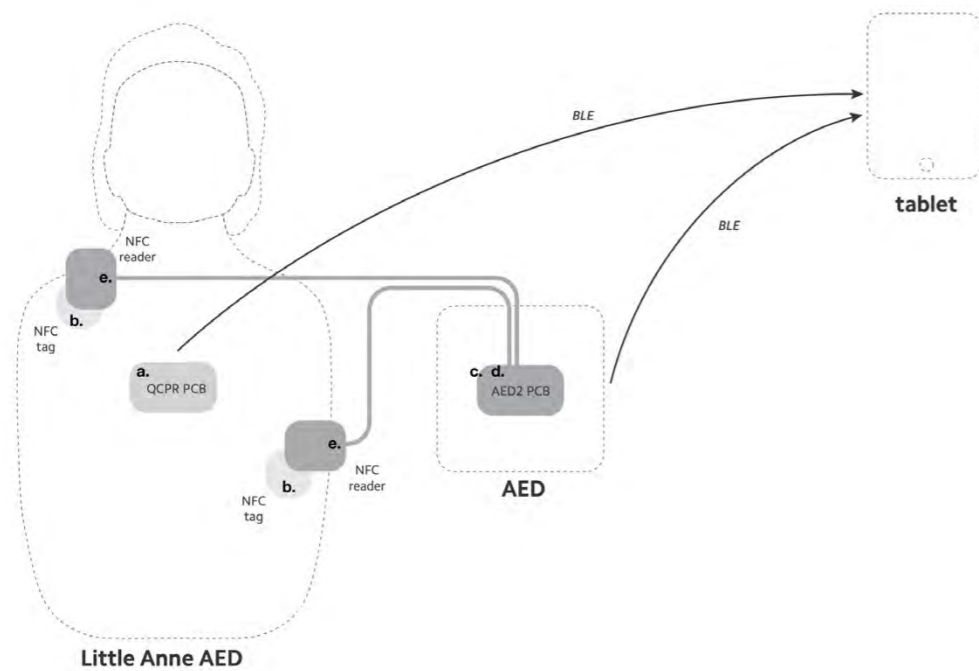 BLE
tablet
BLE
NFC
reader
e.
b.
NFC
tag
a.
QCPR PCB
c. d.
AED2 PCB
e.
NFC
reader
b.
NFC
tag
AED
Little Anne AED